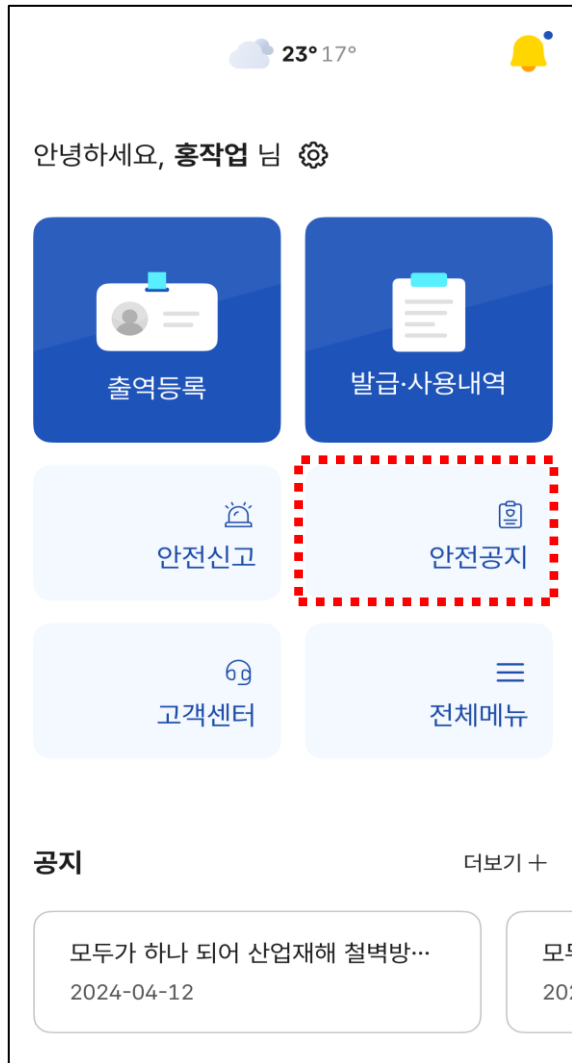 23° 17°
안녕하세요, 홍작업 님
출역등록
발급·사용내역
안전신고
안전공지
고객센터
전체메뉴
공지
더보기 +
모두가 하나 되어 산업재해 철벽방…
2024-04-12